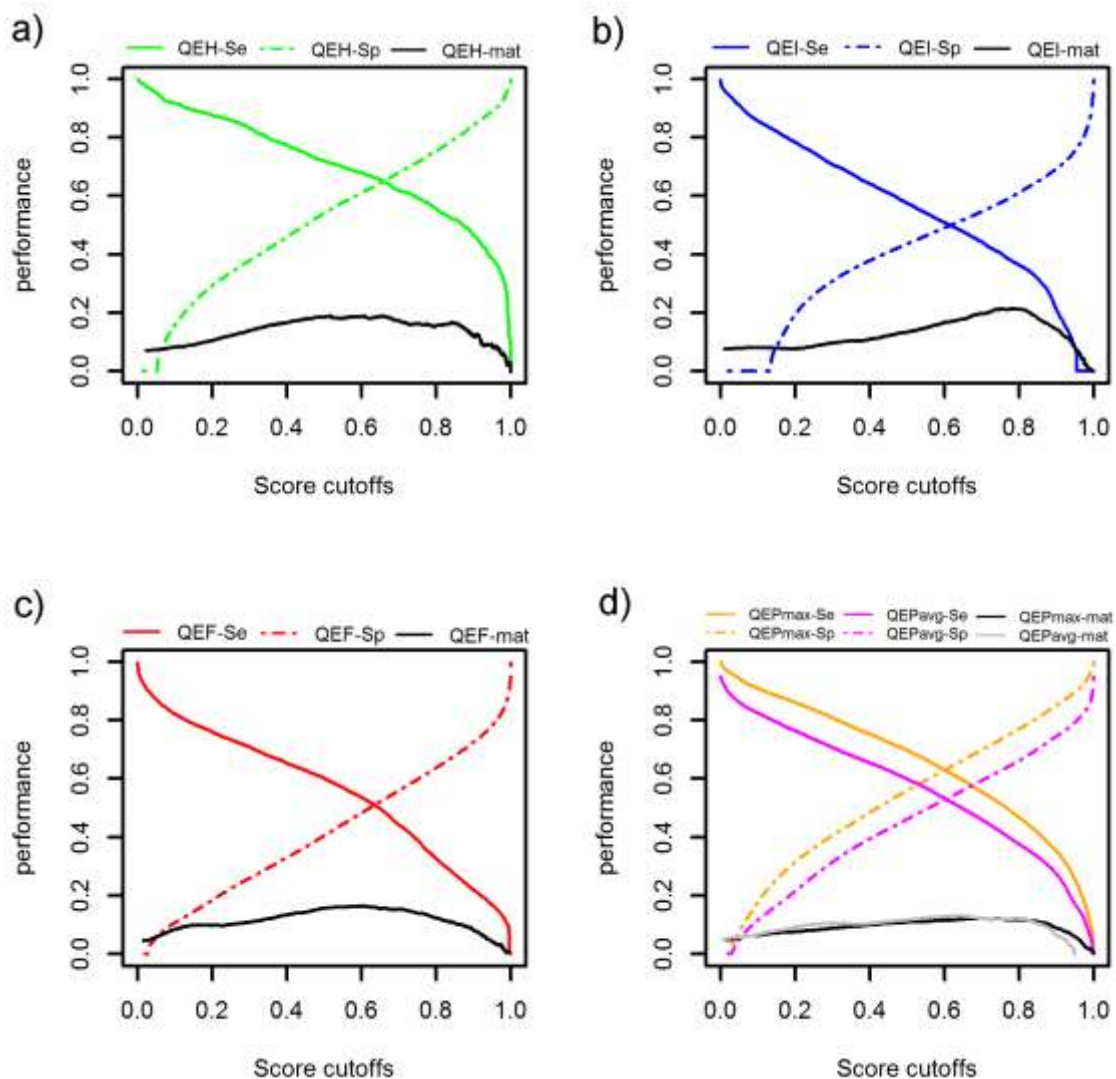 a)
QEH-Se QEH-Sp QEH-mat
performance
0.0 0.2 0.4 0.6 0.8 1.0
0.0 0.2 0.4 0.6 0.8 1.0
Score cutoffs
b)
QEI-Se QEI-Sp QEI-mat
performance
0.0 0.2 0.4 0.6 0.8 1.0
0.0 0.2 0.4 0.6 0.8 1.0
Score cutoffs
c)
QEF-Se QEF-Sp QEF-mat
performance
0.0 0.2 0.4 0.6 0.8 1.0
0.0 0.2 0.4 0.6 0.8 1.0
Score cutoffs
d)
QEPmax-Se QEPavg-Se QEPmax-mat
QEPmax-Sp QEPavg-Sp QEPavg-mat
performance
0.0 0.2 0.4 0.6 0.8 1.0
0.0 0.2 0.4 0.6 0.8 1.0
Score cutoffs